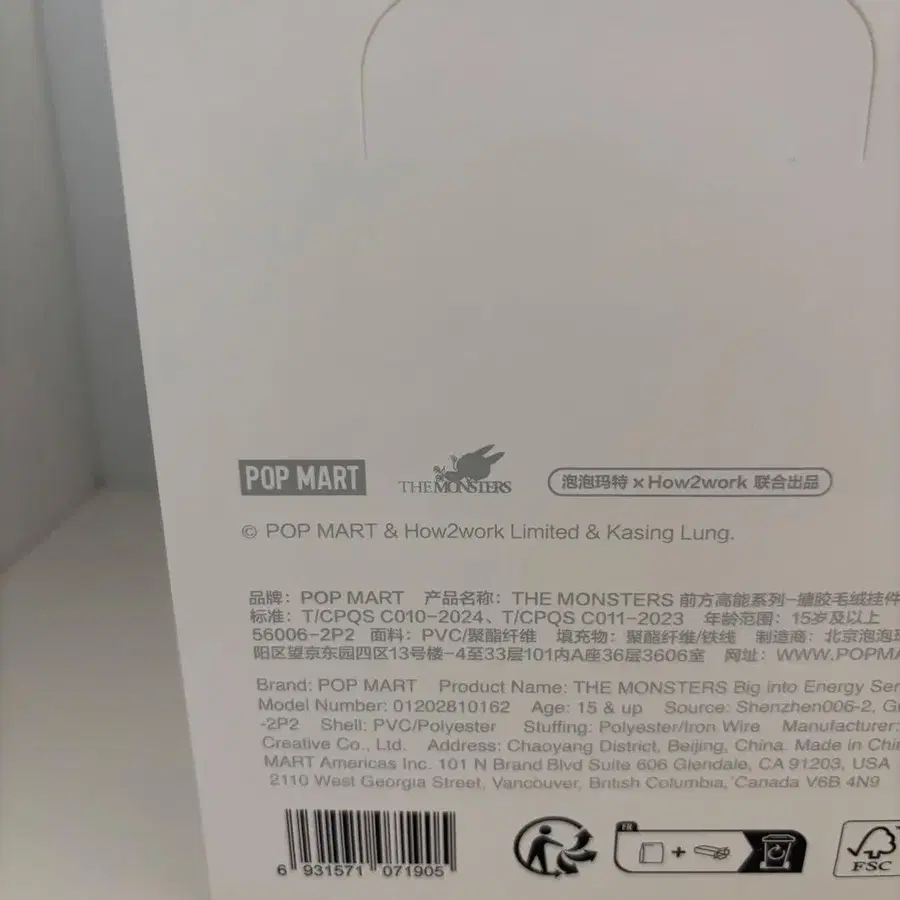 POP MART THE MONSTERS 泡泡玛特 × How2work 联合出品
© POP MART & How2work Limited & Kasing Lung.
品牌: POP MART 产品名称: THE MONSTERS 前方高能系列-搪胶毛绒挂件
标准: T/CPQS C010-2024、T/CPQS C011-2023 年龄范围: 15岁及以上
56006-2P2 面料: PVC/聚酯纤维 填充物: 聚酯纤维/铁线 制造商: 北京泡泡玛
阳区望京东园四区13号楼-4至33层101内A座36层3606室 网址: WWW.POPMA
Brand: POP MART Product Name: THE MONSTERS Big into Energy Ser
Model Number: 01202810162 Age: 15 & up Source: Shenzhen006-2, G
-2P2 Shell: PVC/Polyester Stuffing: Polyester/Iron Wire Manufacturer:
Creative Co., Ltd. Address: Chaoyang District, Beijing, China. Made in Chi
MART Americas Inc. 101 N Brand Blvd Suite 606 Glendale, CA 91203, USA
2110 West Georgia Street, Vancouver, British Columbia, Canada V6B 4N9
FR
+
6 931571 071905
FSC